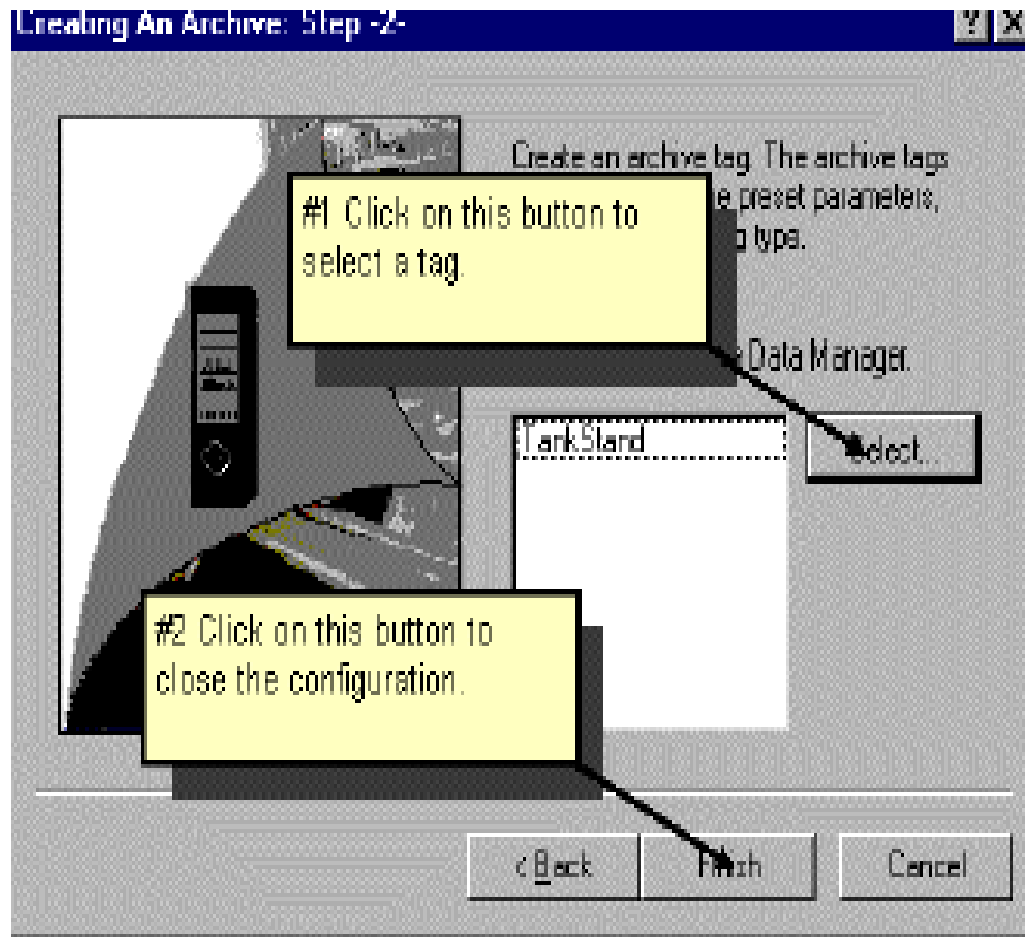 Creating An Archive: Step -2-
Create an archive tag. The archive tags
e preset parameters,
g type.
#1 Click on this button to
select a tag.
Data Manager.
TankStand
Select...
#2 Click on this button to
close the configuration.
< Back
Finish
Cancel